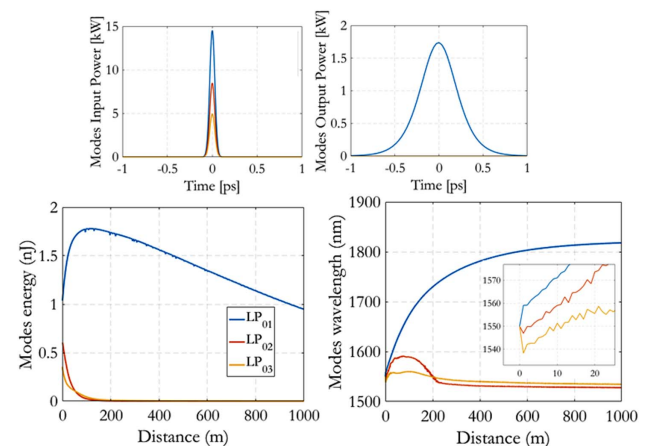 Modes Input Power [kW]
15
10
5
0
-1 -0.5 0 0.5 1
Time [ps]
Modes Output Power [kW]
2
1.5
1
0.5
0
-1 -0.5 0 0.5 1
Time [ps]
Modes energy (nJ)
2
1.5
1
0.5
0
0 200 400 600 800 1000
Distance (m)
LP01
LP02
LP03
Modes wavelength (nm)
1900
1800
1700
1600
1500
0 200 400 600 800 1000
Distance (m)
1570
1560
1550
1540
0 10 20